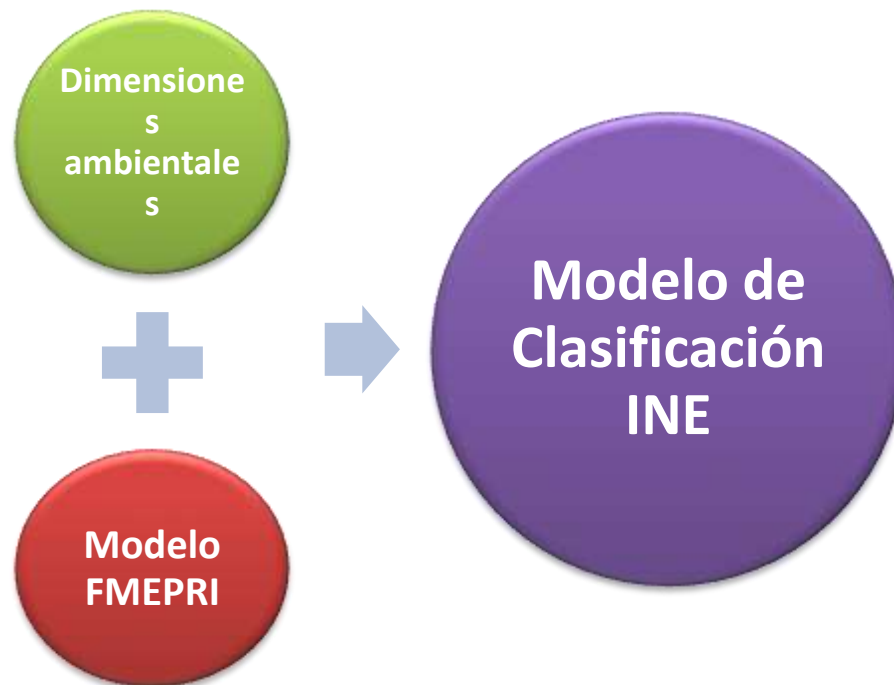 Dimensione
s
ambientale
s
Modelo de
Clasificación
INE
Modelo
FMEPRI